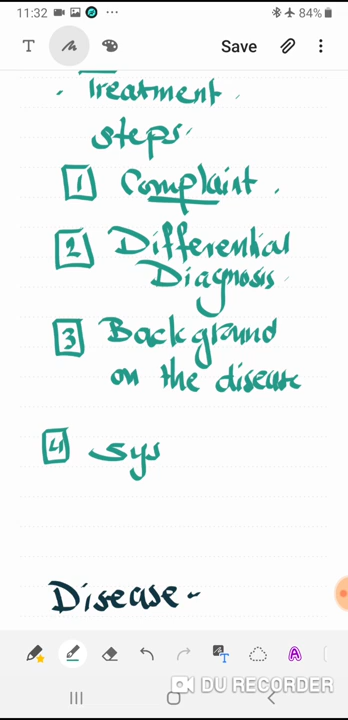 11:32
84%
T
Save
. Treatment .
steps.
1 Complaint .
2 Differential
Diagnosis
3 Background
on the disease
4 Sys
Disease -
T
A
DU RECORDER